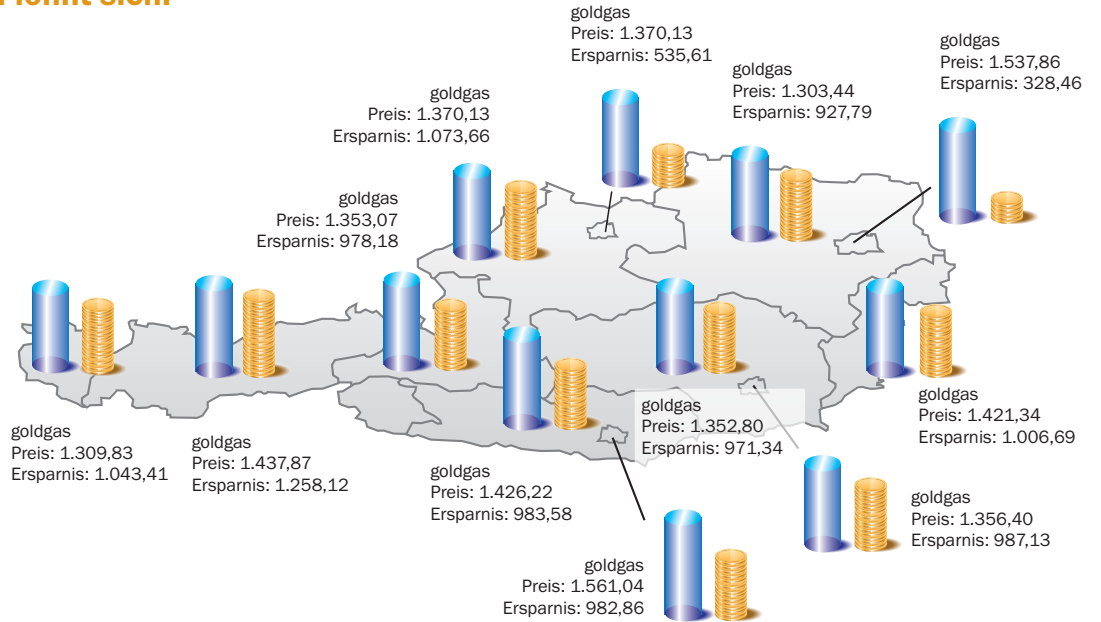 lohnt sich.
goldgas
Preis: 1.370,13
Ersparnis: 535,61
goldgas
Preis: 1.537,86
Ersparnis: 328,46
goldgas
Preis: 1.303,44
Ersparnis: 927,79
goldgas
Preis: 1.370,13
Ersparnis: 1.073,66
goldgas
Preis: 1.353,07
Ersparnis: 978,18
goldgas
Preis: 1.309,83
Ersparnis: 1.043,41
goldgas
Preis: 1.437,87
Ersparnis: 1.258,12
goldgas
Preis: 1.426,22
Ersparnis: 983,58
goldgas
Preis: 1.352,80
Ersparnis: 971,34
goldgas
Preis: 1.421,34
Ersparnis: 1.006,69
goldgas
Preis: 1.356,40
Ersparnis: 987,13
goldgas
Preis: 1.561,04
Ersparnis: 982,86